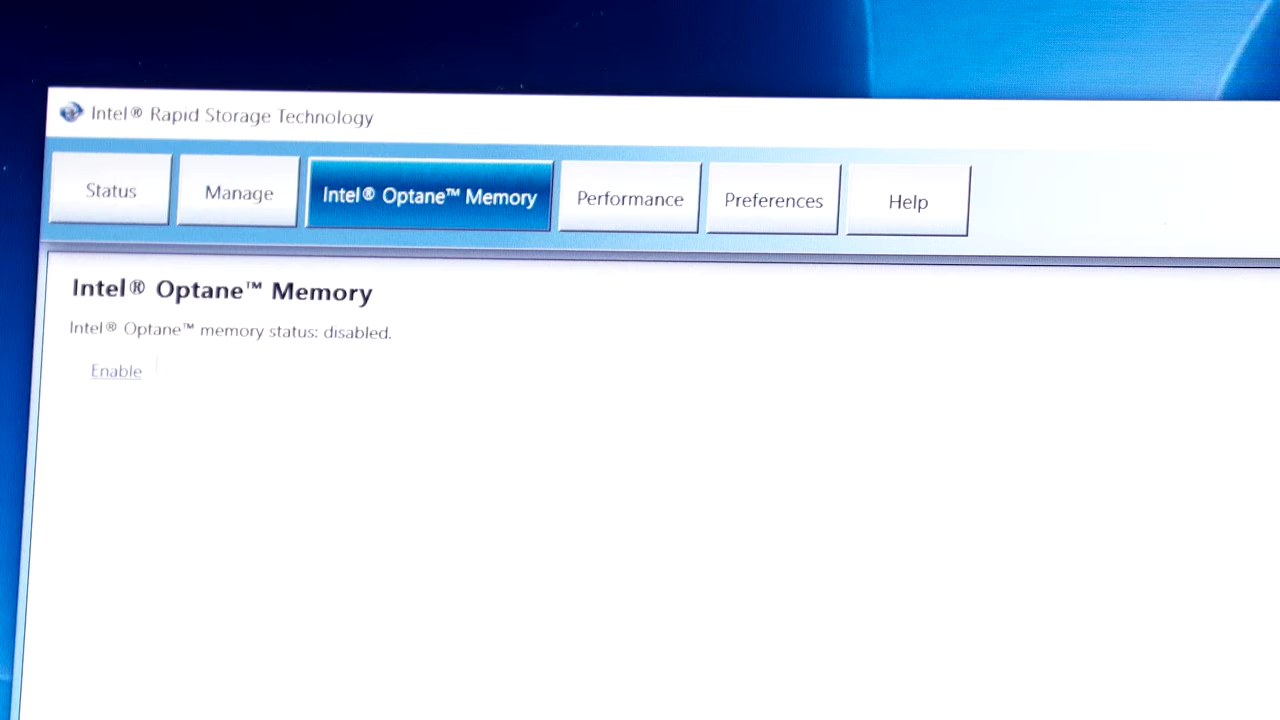 Intel® Rapid Storage Technology
Status Manage Intel® Optane™ Memory Performance Preferences Help
Intel® Optane™ Memory
Intel® Optane™ memory status: disabled.
Enable